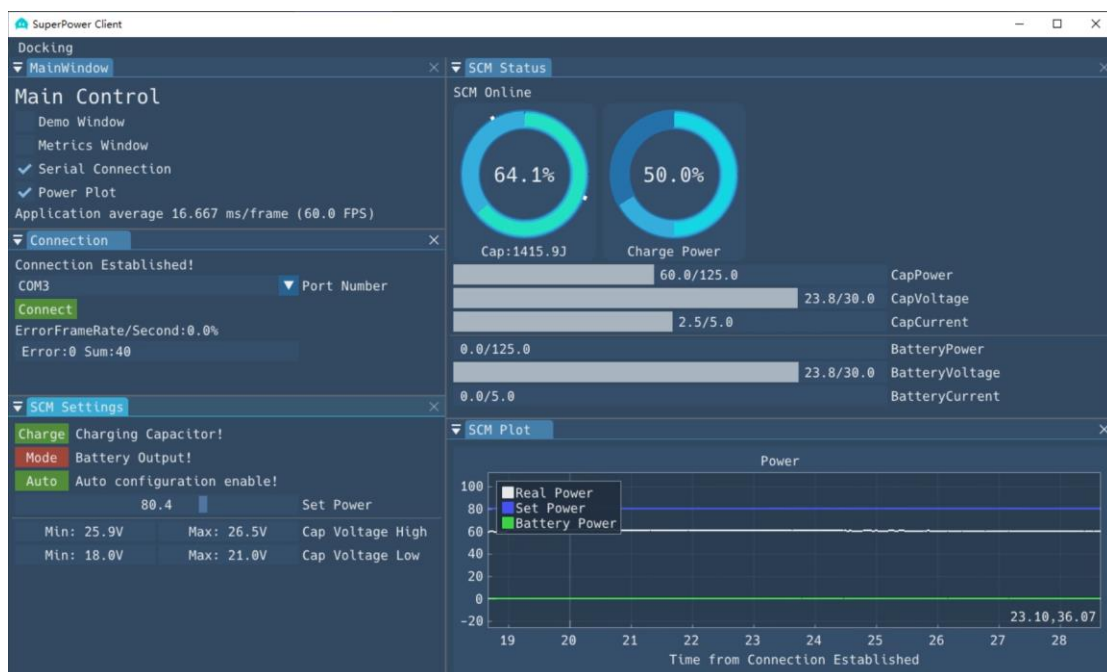 SuperPower Client
Docking
MainWindow
Main Control
Demo Window
Metrics Window
Serial Connection
Power Plot
Application average 16.667 ms/frame (60.0 FPS)
Connection
Connection Established!
COM3 Port Number
Connect
ErrorFrameRate/Second:0.0%
Error:0 Sum:40
SCM Settings
Charge Charging Capacitor!
Mode Battery Output!
Auto Auto configuration enable!
80.4 Set Power
Min: 25.9V Max: 26.5V Cap Voltage High
Min: 18.0V Max: 21.0V Cap Voltage Low
SCM Status
SCM Online
64.1% 50.0%
Cap:1415.9J Charge Power
60.0/125.0 CapPower
23.8/30.0 CapVoltage
2.5/5.0 CapCurrent
0.0/125.0 BatteryPower
23.8/30.0 BatteryVoltage
0.0/5.0 BatteryCurrent
SCM Plot
Power
100
80
60
40
20
0
-20
Real Power
Set Power
Battery Power
23.10,36.07
19 20 21 22 23 24 25 26 27 28
Time from Connection Established